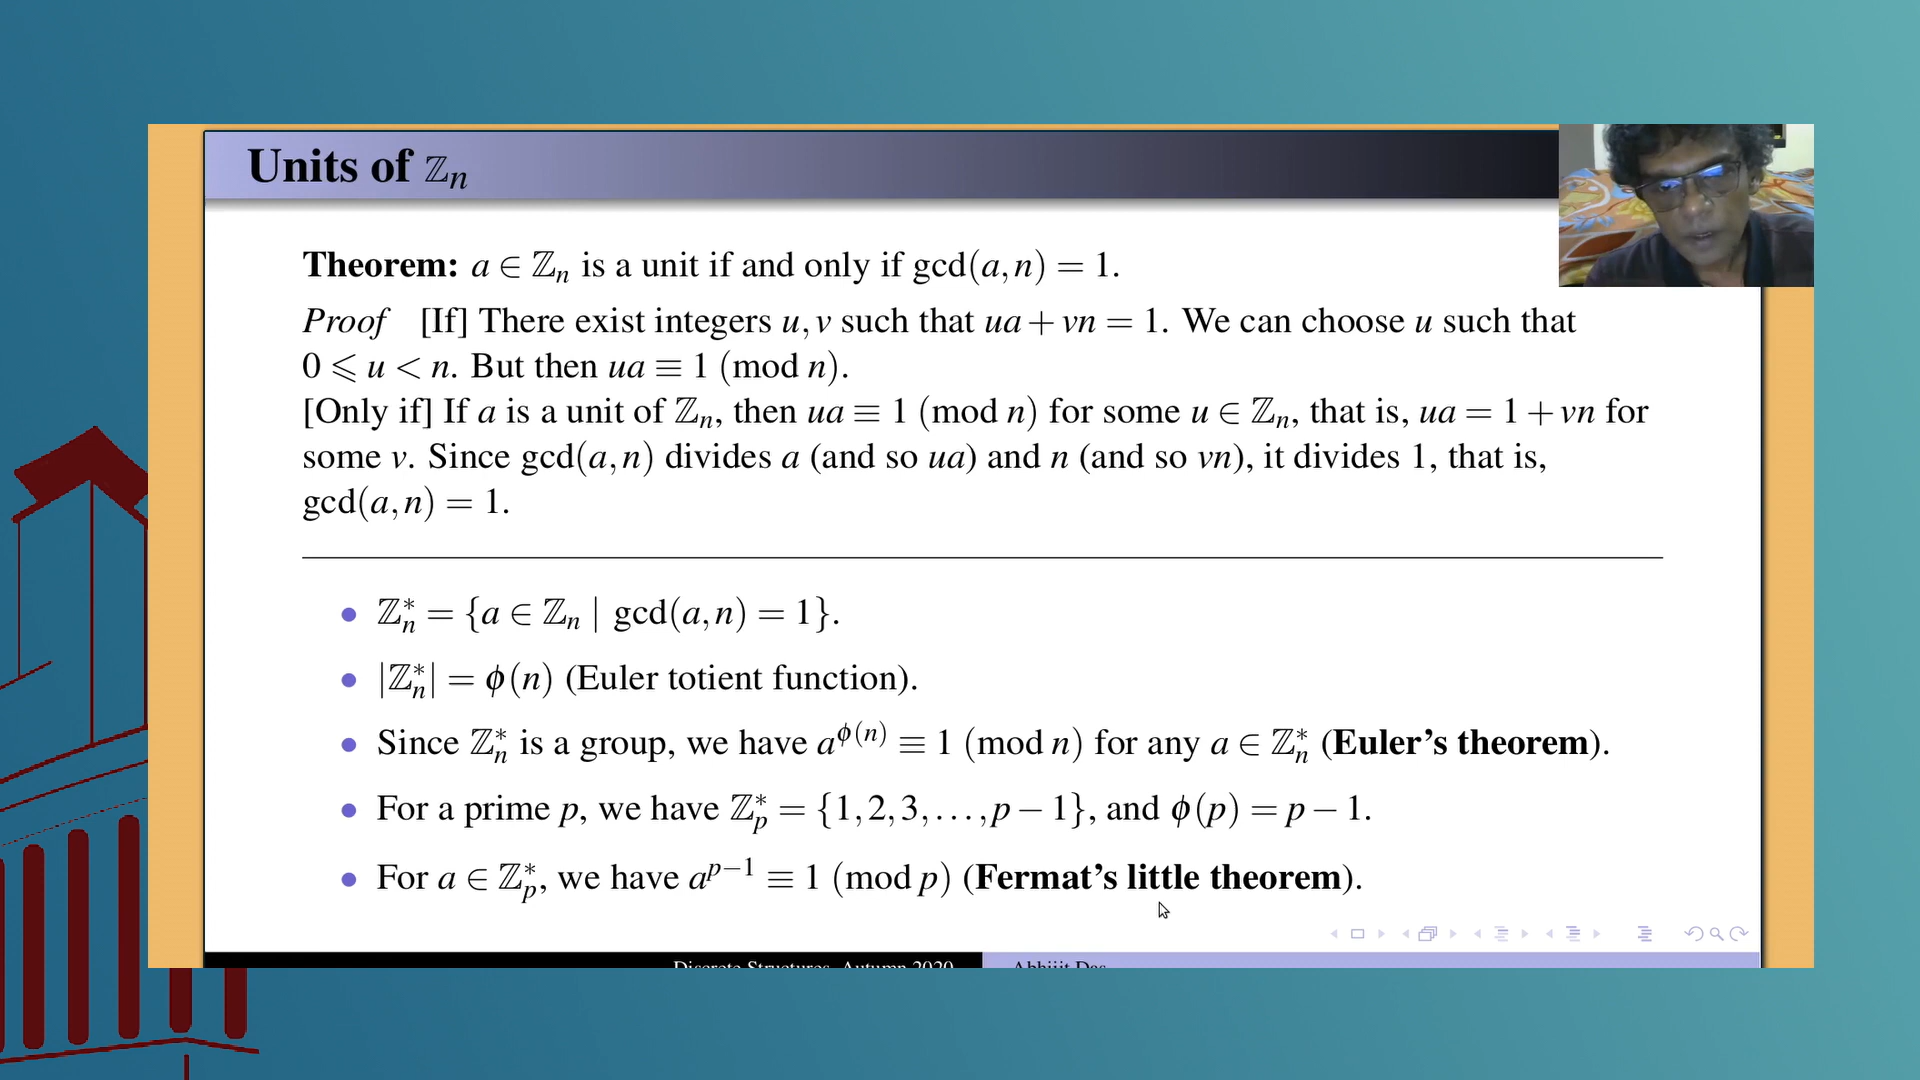 Units of ℤₙ
Theorem: a ∈ ℤₙ is a unit if and only if gcd(a,n) = 1.
Proof [If] There exist integers u,v such that ua + vn = 1. We can choose u such that
0 ⩽ u < n. But then ua ≡ 1 (mod n).
[Only if] If a is a unit of ℤₙ, then ua ≡ 1 (mod n) for some u ∈ ℤₙ, that is, ua = 1 + vn for
some v. Since gcd(a,n) divides a (and so ua) and n (and so vn), it divides 1, that is,
gcd(a,n) = 1.
• ℤₙ* = {a ∈ ℤₙ | gcd(a,n) = 1}.
• |ℤₙ*| = ϕ(n) (Euler totient function).
• Since ℤₙ* is a group, we have a^ϕ(n) ≡ 1 (mod n) for any a ∈ ℤₙ* (Euler's theorem).
• For a prime p, we have ℤₚ* = {1,2,3,...,p − 1}, and ϕ(p) = p − 1.
• For a ∈ ℤₚ*, we have a^(p−1) ≡ 1 (mod p) (Fermat's little theorem).
Discrete Structures, Autumn 2020
Abhijit Das